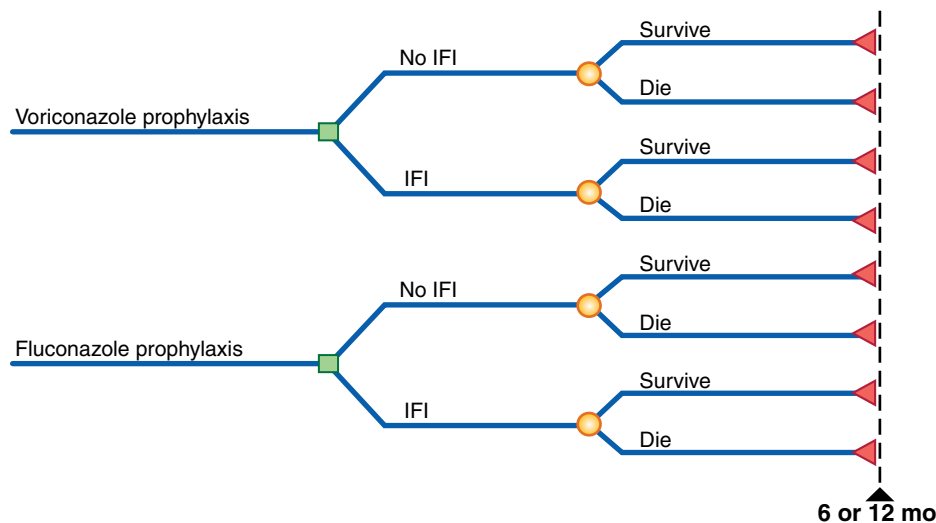 Survive
No IFI
Die
Voriconazole prophylaxis
Survive
IFI
Die
Survive
No IFI
Die
Fluconazole prophylaxis
Survive
IFI
Die
6 or 12 mo